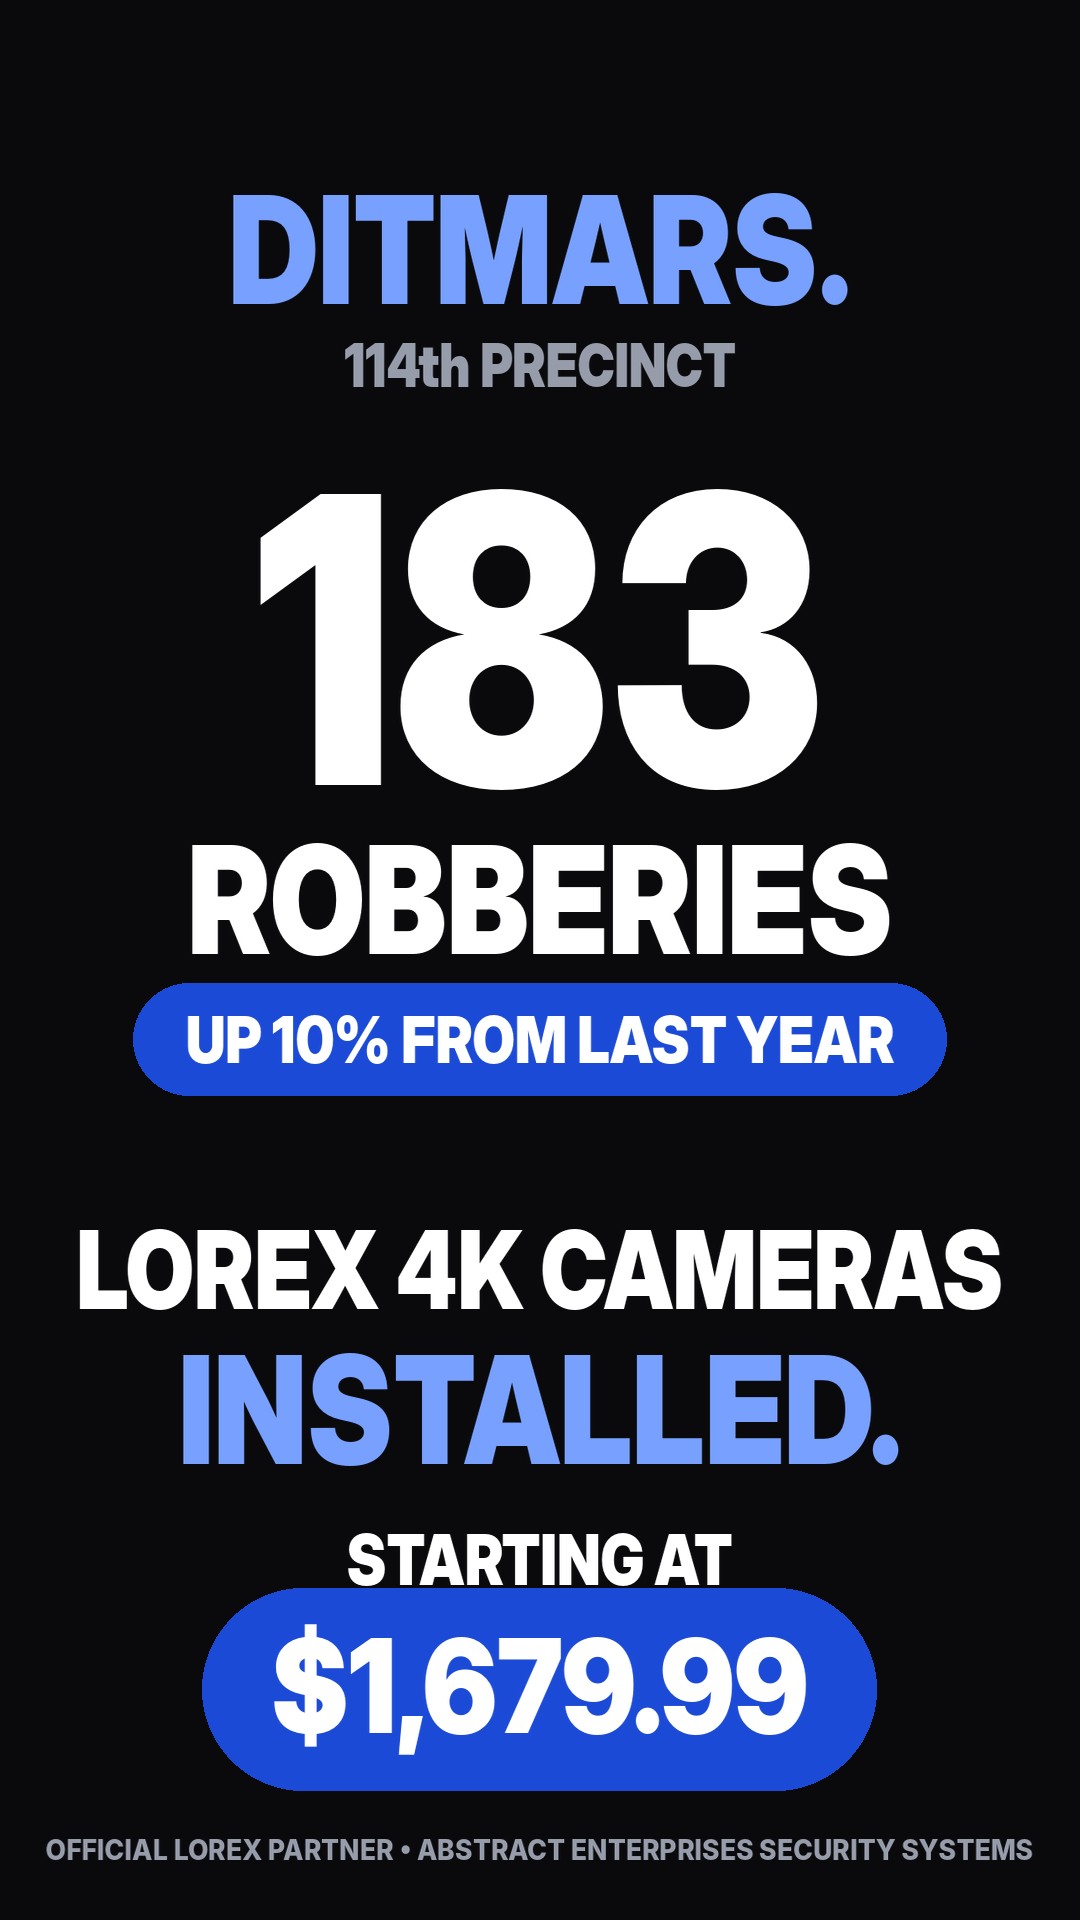 DITMARS.
114th PRECINCT
183
ROBBERIES
UP 10% FROM LAST YEAR
LOREX 4K CAMERAS
INSTALLED.
STARTING AT
$1,679.99
OFFICIAL LOREX PARTNER • ABSTRACT ENTERPRISES SECURITY SYSTEMS